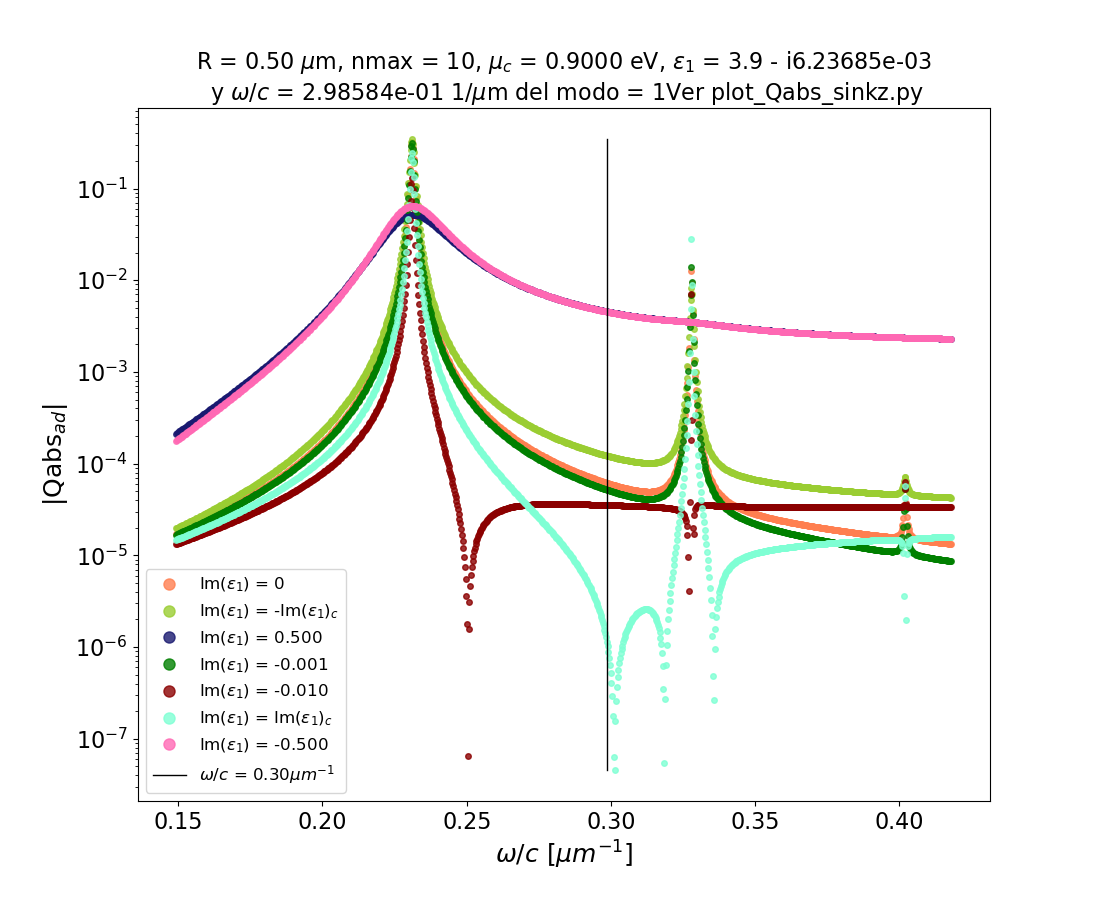 R = 0.50 μm, nmax = 10, μ_c = 0.9000 eV, ε₁ = 3.9 - i6.23685e-03
y ω/c = 2.98584e-01 1/μm del modo = 1Ver plot_Qabs_sinkz.py
|Qabs_ad|
10⁻¹
10⁻²
10⁻³
10⁻⁴
10⁻⁵
10⁻⁶
10⁻⁷
Im(ε₁) = 0
Im(ε₁) = -Im(ε₁)_c
Im(ε₁) = 0.500
Im(ε₁) = -0.001
Im(ε₁) = -0.010
Im(ε₁) = Im(ε₁)_c
Im(ε₁) = -0.500
ω/c = 0.30μm⁻¹
0.15 0.20 0.25 0.30 0.35 0.40
ω/c [μm⁻¹]